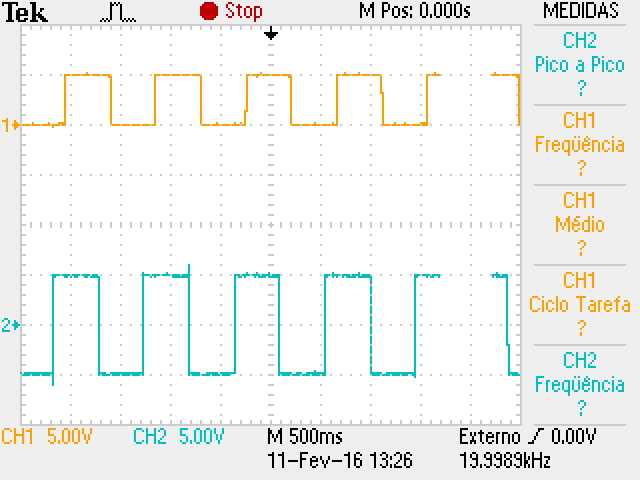 Tek Stop M Pos: 0.000s MEDIDAS
CH2
Pico a Pico
?
CH1
Freqüência
?
CH1
Médio
?
CH1
Ciclo Tarefa
?
CH2
Freqüência
?
1
2
CH1 5.00V CH2 5.00V M 500ms Externo 0.00V
11-Fev-16 13:26 19.9989kHz